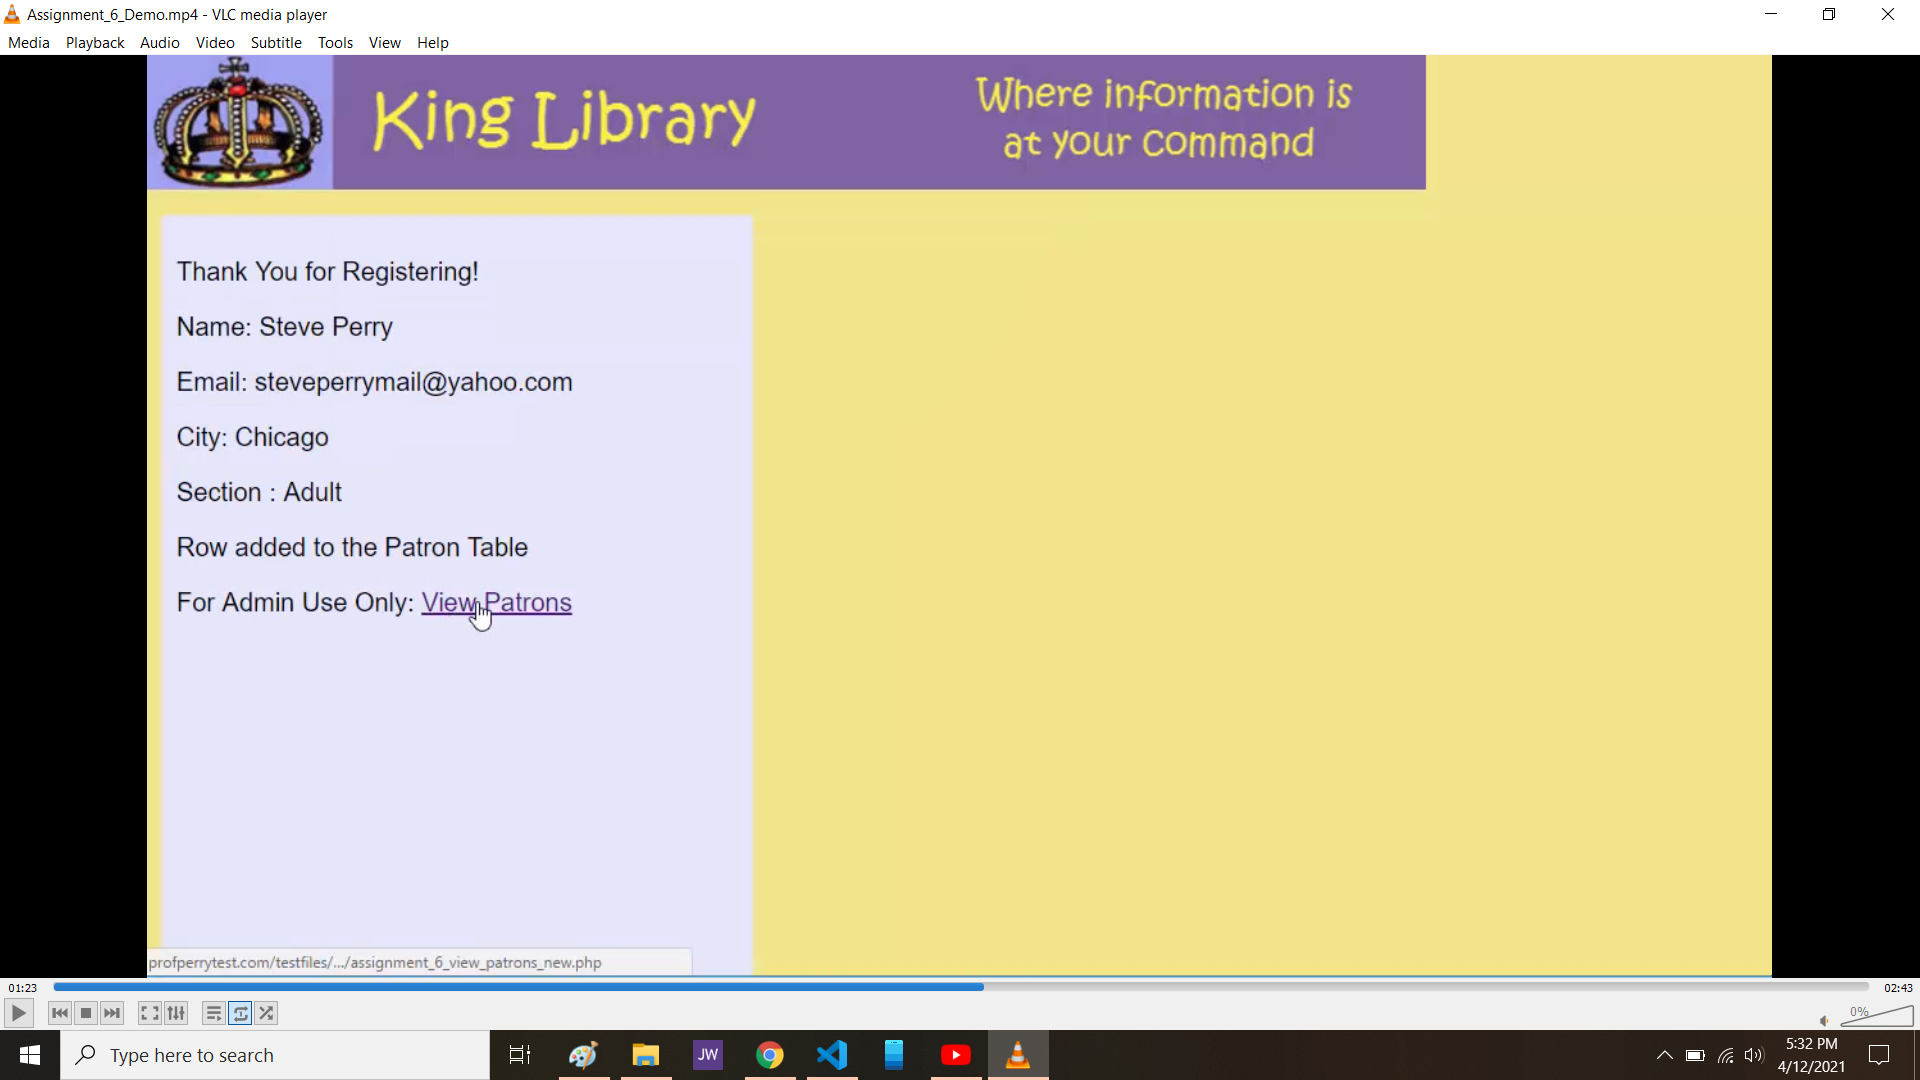 Assignment_6_Demo.mp4 - VLC media player
Media Playback Audio Video Subtitle Tools View Help
King Library
Where information is
at your command
Thank You for Registering!
Name: Steve Perry
Email: steveperrymail@yahoo.com
City: Chicago
Section : Adult
Row added to the Patron Table
For Admin Use Only: View Patrons
profperrytest.com/testfiles/.../assignment_6_view_patrons_new.php
01:23
02:43
0%
Type here to search
JW
5:32 PM
4/12/2021